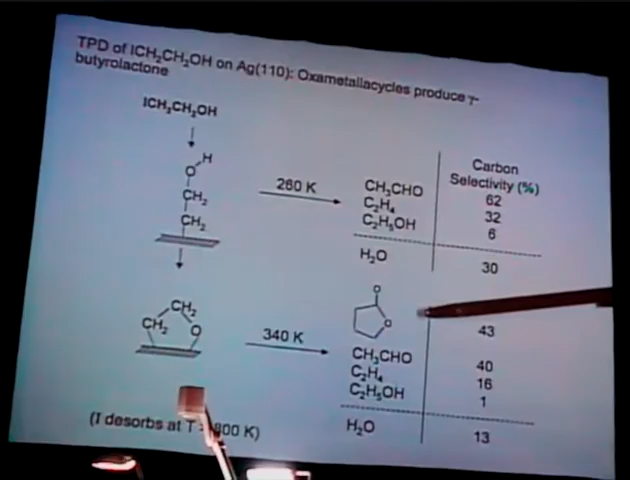 TPD of ICH₂CH₂OH on Ag(110): Oxametallacycles produce γ-
butyrolactone
ICH₂CH₂OH
Carbon
Selectivity (%)
H
O
CH₂
CH₂
260 K
CH₃CHO 62
C₂H₄ 32
C₂H₅OH 6
H₂O 30
CH₂
CH₂ O
340 K
O
O
43
CH₃CHO 40
C₂H₄ 16
C₂H₅OH 1
H₂O 13
(I desorbs at T 800 K)